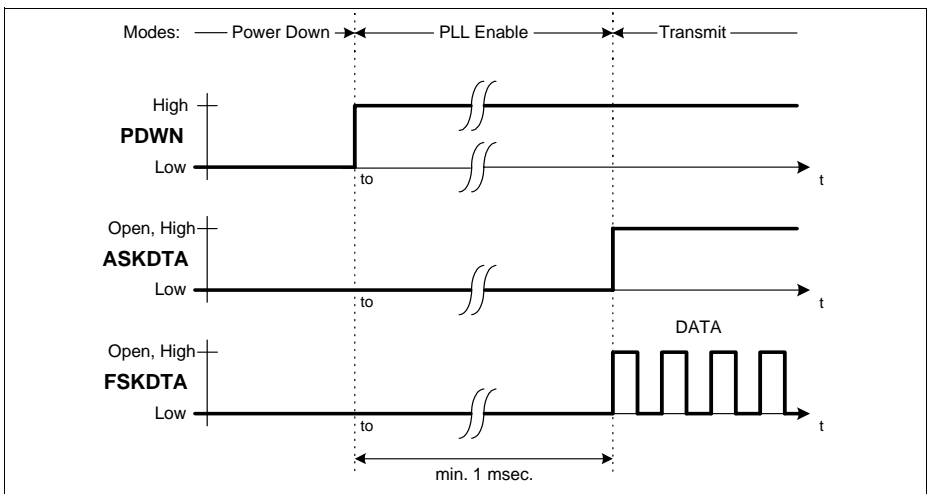 Modes: Power Down PLL Enable Transmit
High
PDWN
Low
to
t
Open, High
ASKDTA
Low
to
t
DATA
Open, High
FSKDTA
Low
to
t
min. 1 msec.